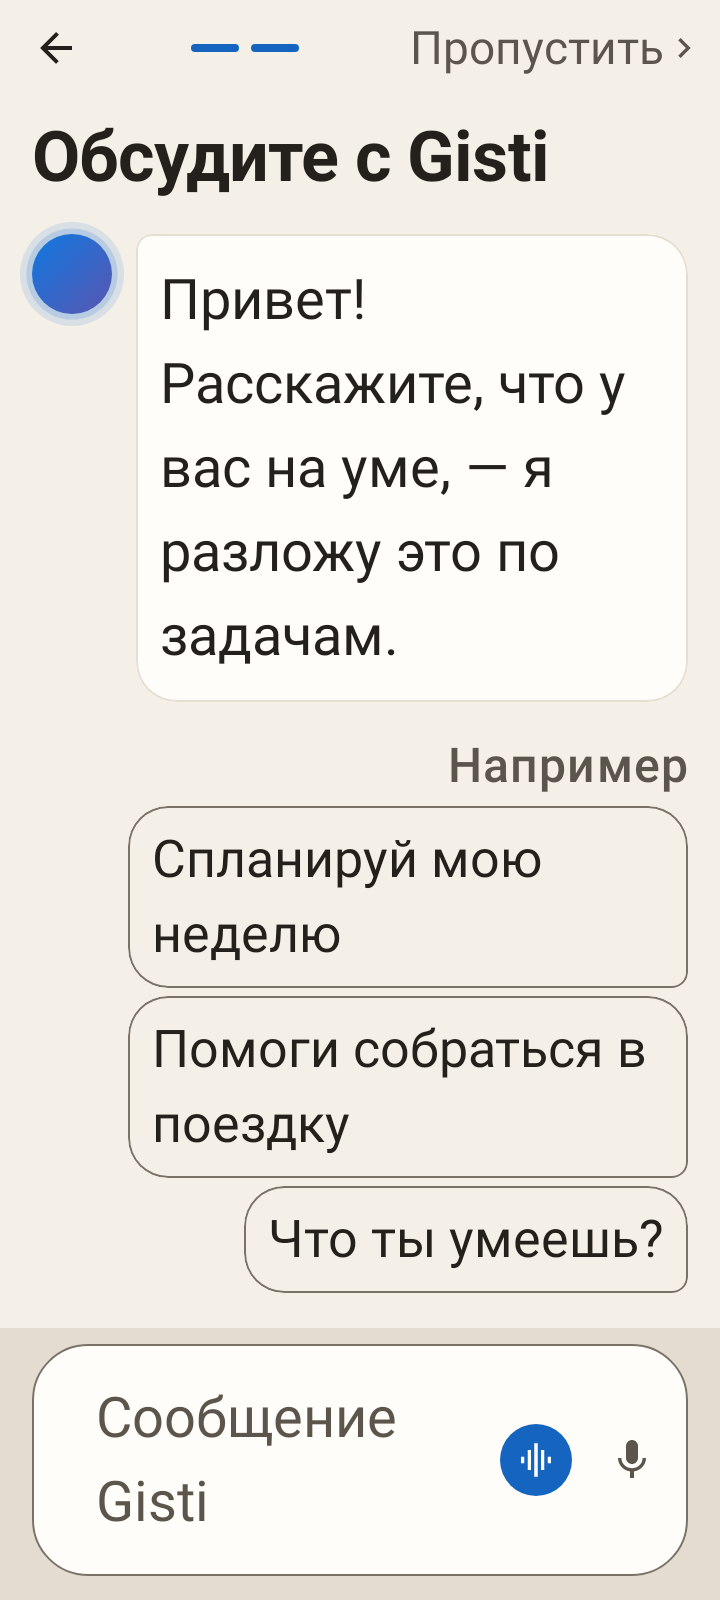 Пропустить
Обсудите с Gisti
Привет!
Расскажите, что у
вас на уме, — я
разложу это по
задачам.
Например
Спланируй мою
неделю
Помоги собраться в
поездку
Что ты умеешь?
Сообщение
Gisti